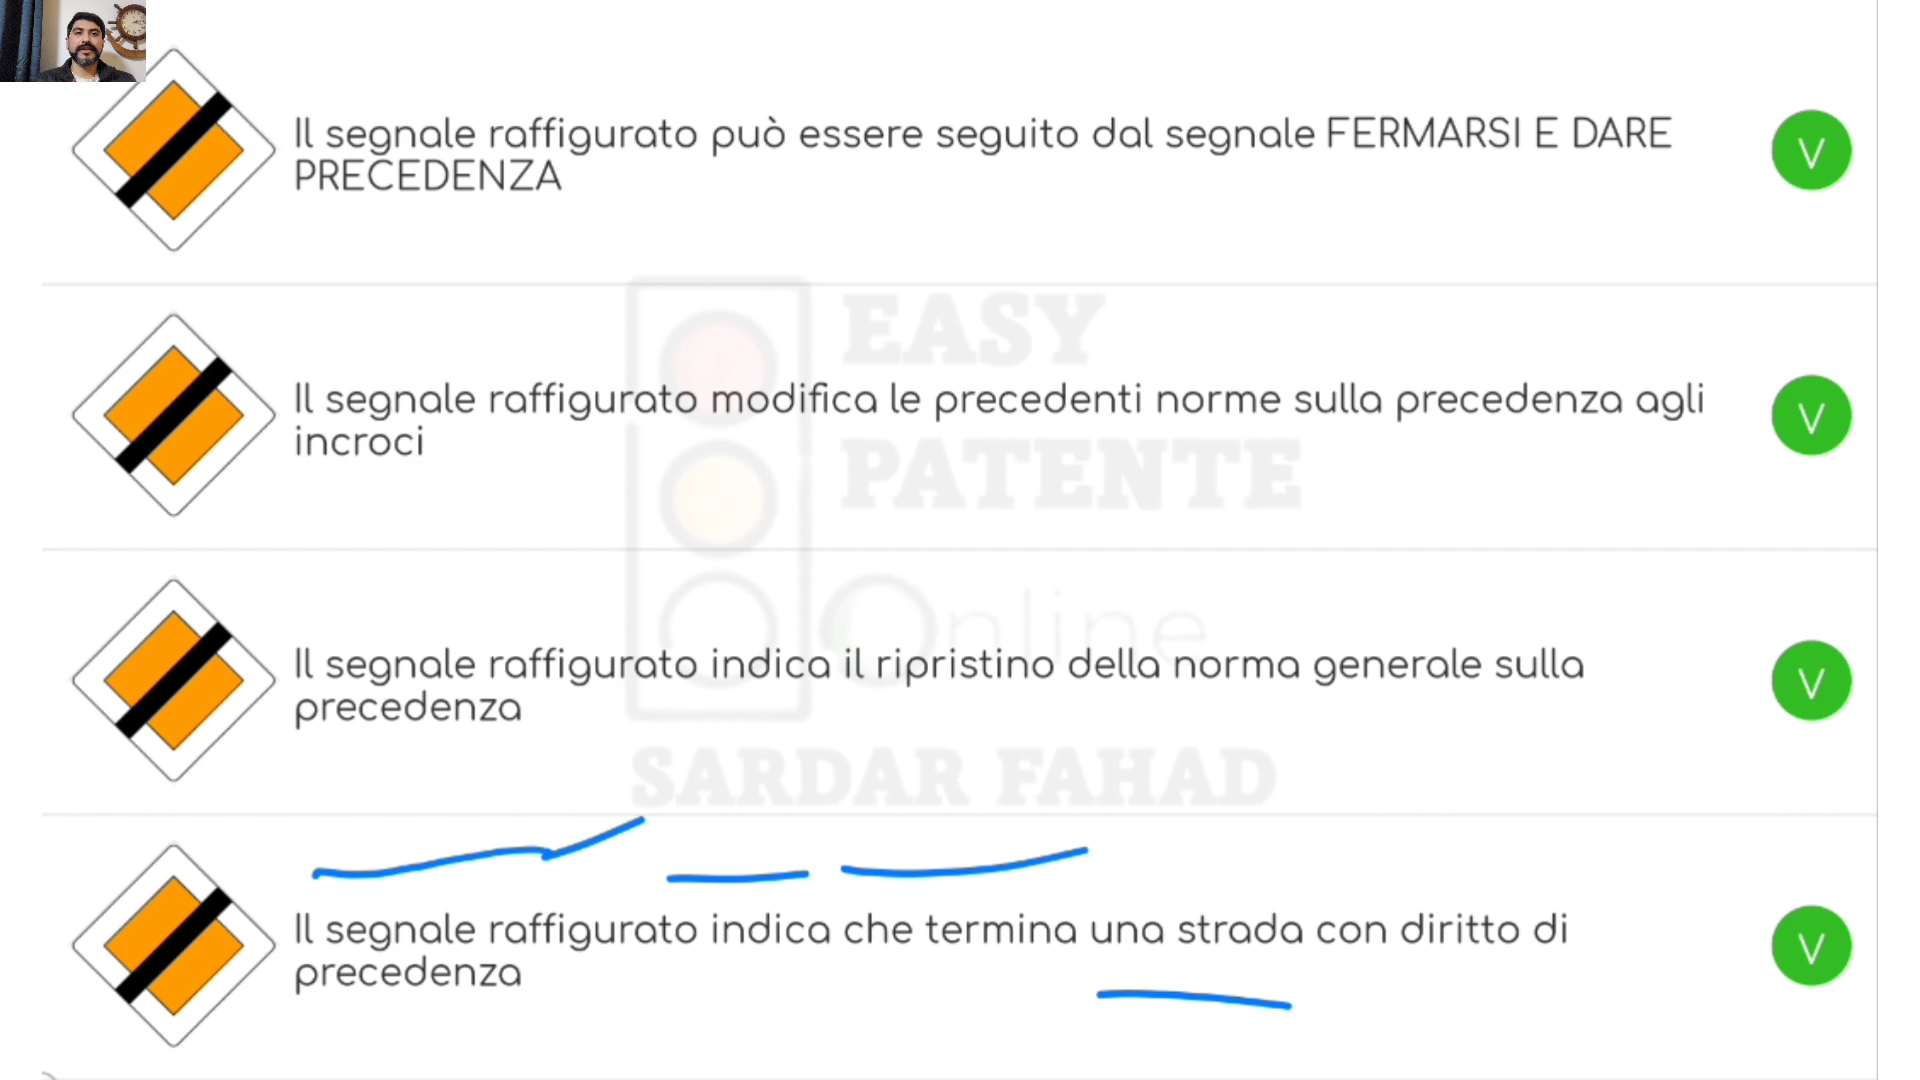 Il segnale raffigurato può essere seguito dal segnale FERMARSI E DARE
PRECEDENZA
V
Il segnale raffigurato modifica le precedenti norme sulla precedenza agli
incroci
V
Il segnale raffigurato indica il ripristino della norma generale sulla
precedenza
V
Il segnale raffigurato indica che termina una strada con diritto di
precedenza
V
EASY
PATENTE
Online
SARDAR FAHAD